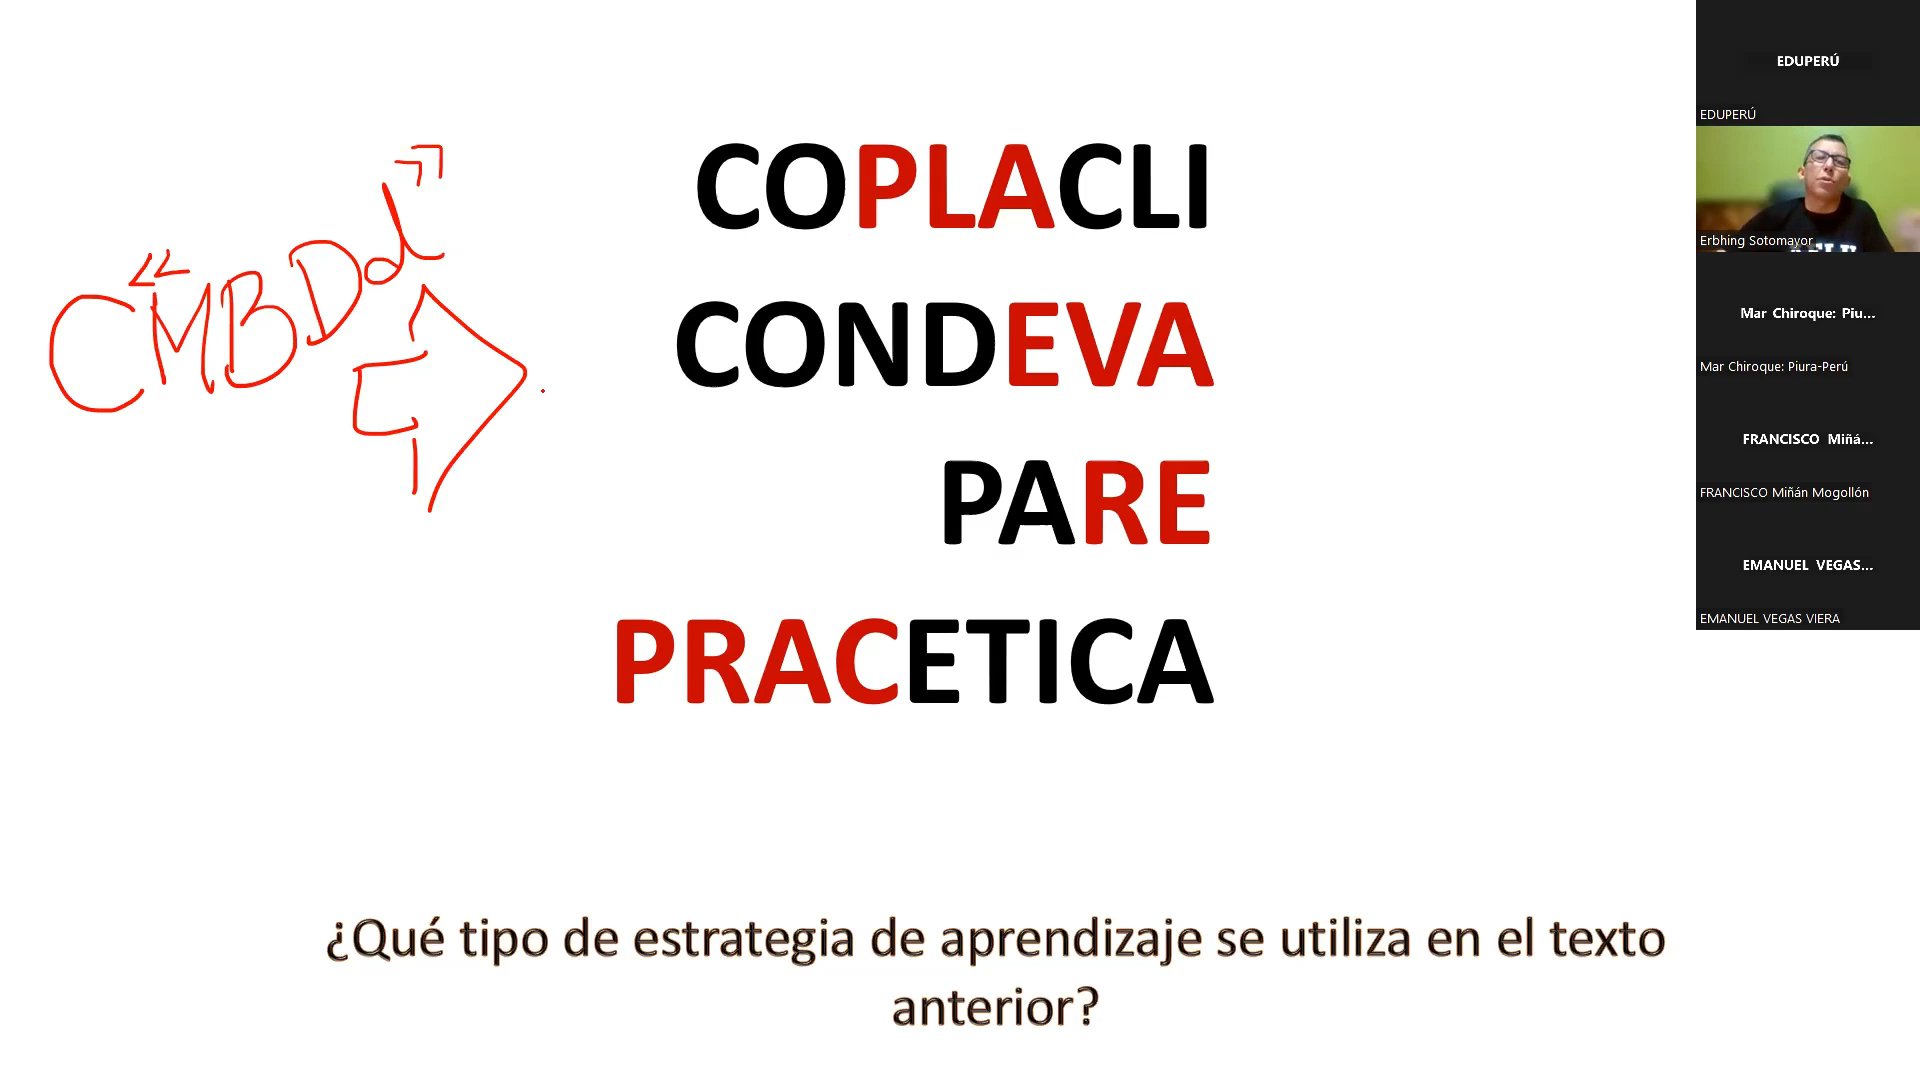 COPLACLI
CONDEVA
PARE
PRACETICA
¿Qué tipo de estrategia de aprendizaje se utiliza en el texto
anterior?
«CMBDd»
EDUPERÚ
EDUPERÚ
Erbhing Sotomayor
Mar Chiroque: Piu...
Mar Chiroque: Piura-Perú
FRANCISCO Miñá...
FRANCISCO Miñán Mogollón
EMANUEL VEGAS...
EMANUEL VEGAS VIERA